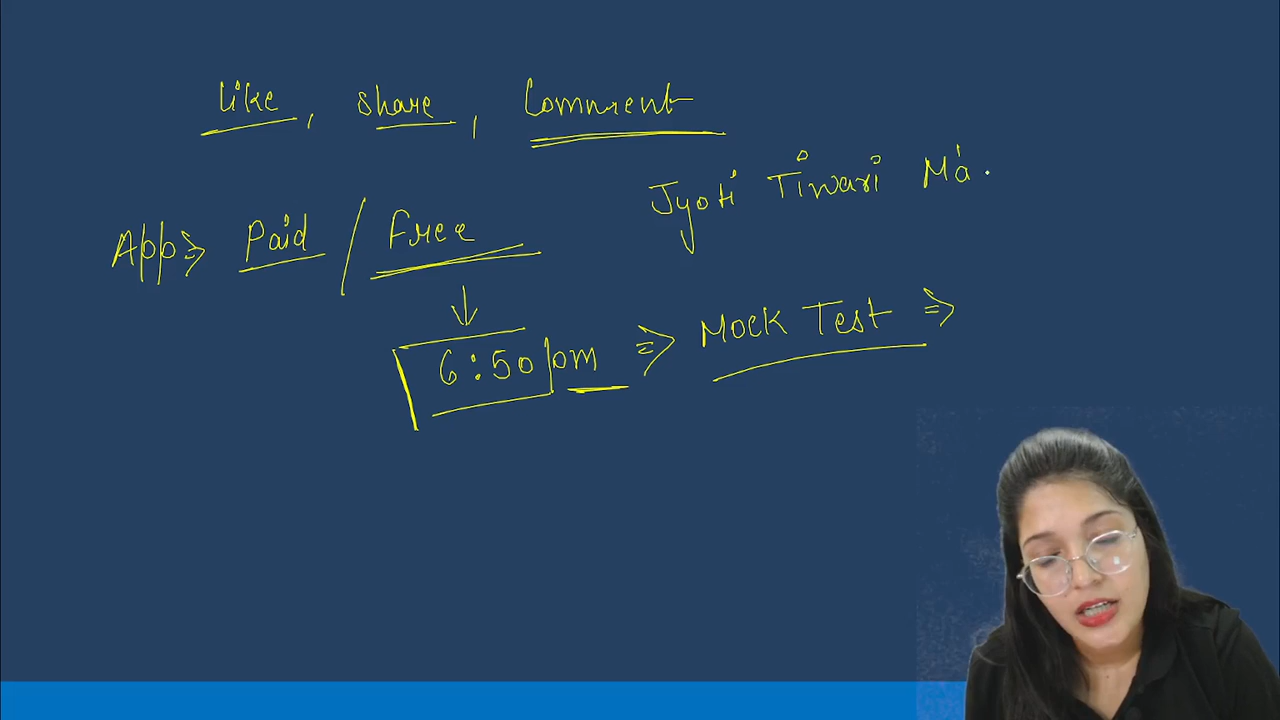 Like, share, Comment
Jyoti Tiwari Ma'
App ⇒ Paid / Free
↓
6:50 pm ⇒ Mock Test ⇒